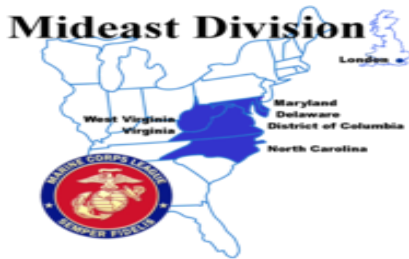 Mideast Division
London
Maryland
Delaware
West Virginia
District of Columbia
Virginia
North Carolina
MARINE CORPS LEAGUE
SEMPER FIDELIS